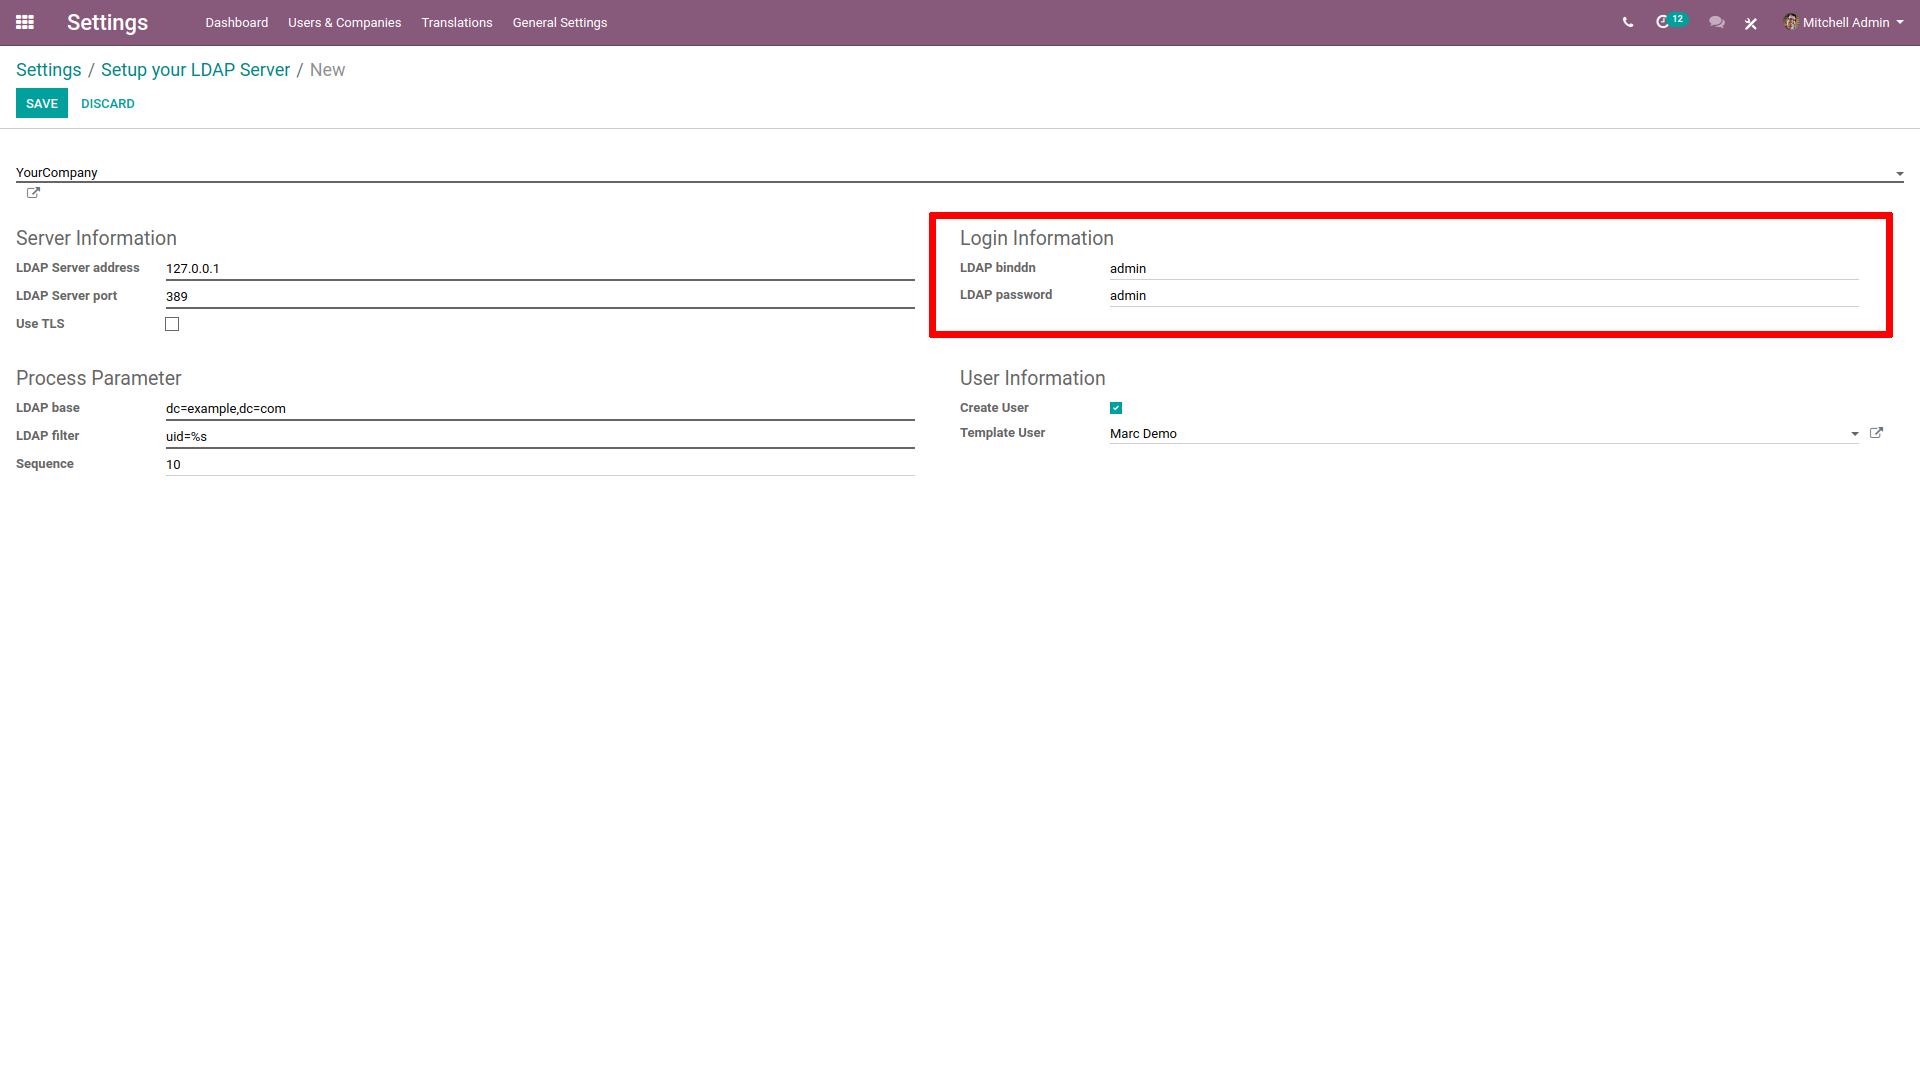 Settings Dashboard Users & Companies Translations General Settings 12 Mitchell Admin
Settings / Setup your LDAP Server / New
SAVE DISCARD
YourCompany
Server Information
LDAP Server address 127.0.0.1
LDAP Server port 389
Use TLS
Login Information
LDAP binddn admin
LDAP password admin
Process Parameter
LDAP base dc=example,dc=com
LDAP filter uid=%s
Sequence 10
User Information
Create User
Template User Marc Demo